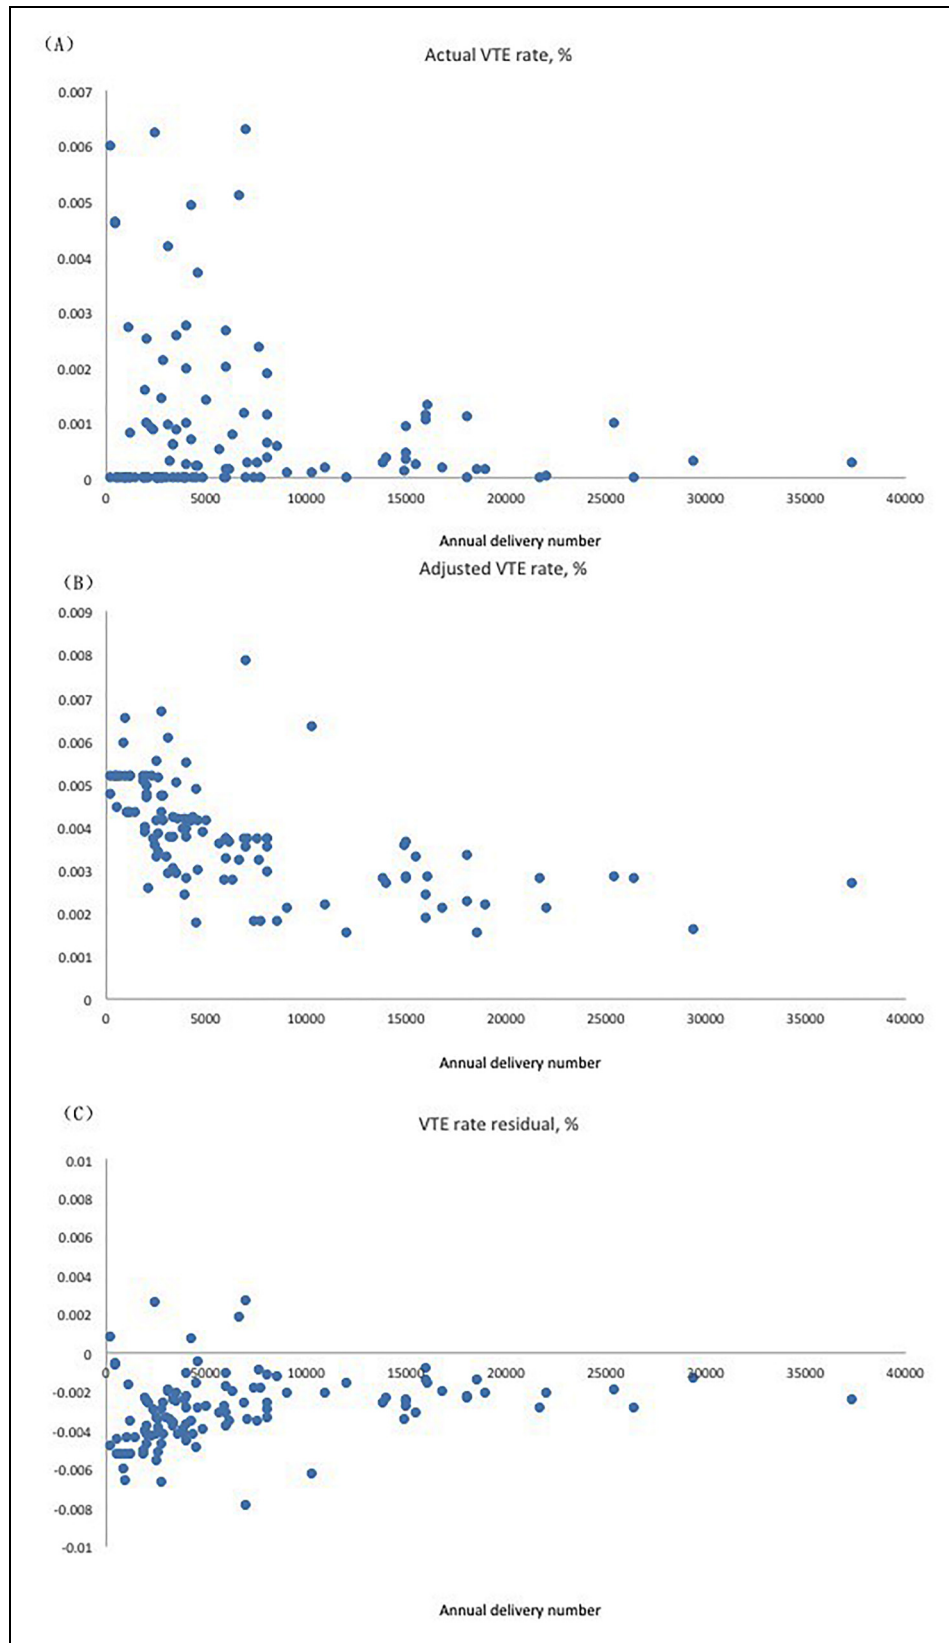 (A)
Actual VTE rate, %
0.007
0.006
0.005
0.004
0.003
0.002
0.001
0
0 5000 10000 15000 20000 25000 30000 35000 40000
Annual delivery number
(B)
Adjusted VTE rate, %
0.009
0.008
0.007
0.006
0.005
0.004
0.003
0.002
0.001
0
0 5000 10000 15000 20000 25000 30000 35000 40000
Annual delivery number
(C)
VTE rate residual, %
0.01
0.008
0.006
0.004
0.002
0
0 5000 10000 15000 20000 25000 30000 35000 40000
-0.002
-0.004
-0.006
-0.008
-0.01
Annual delivery number